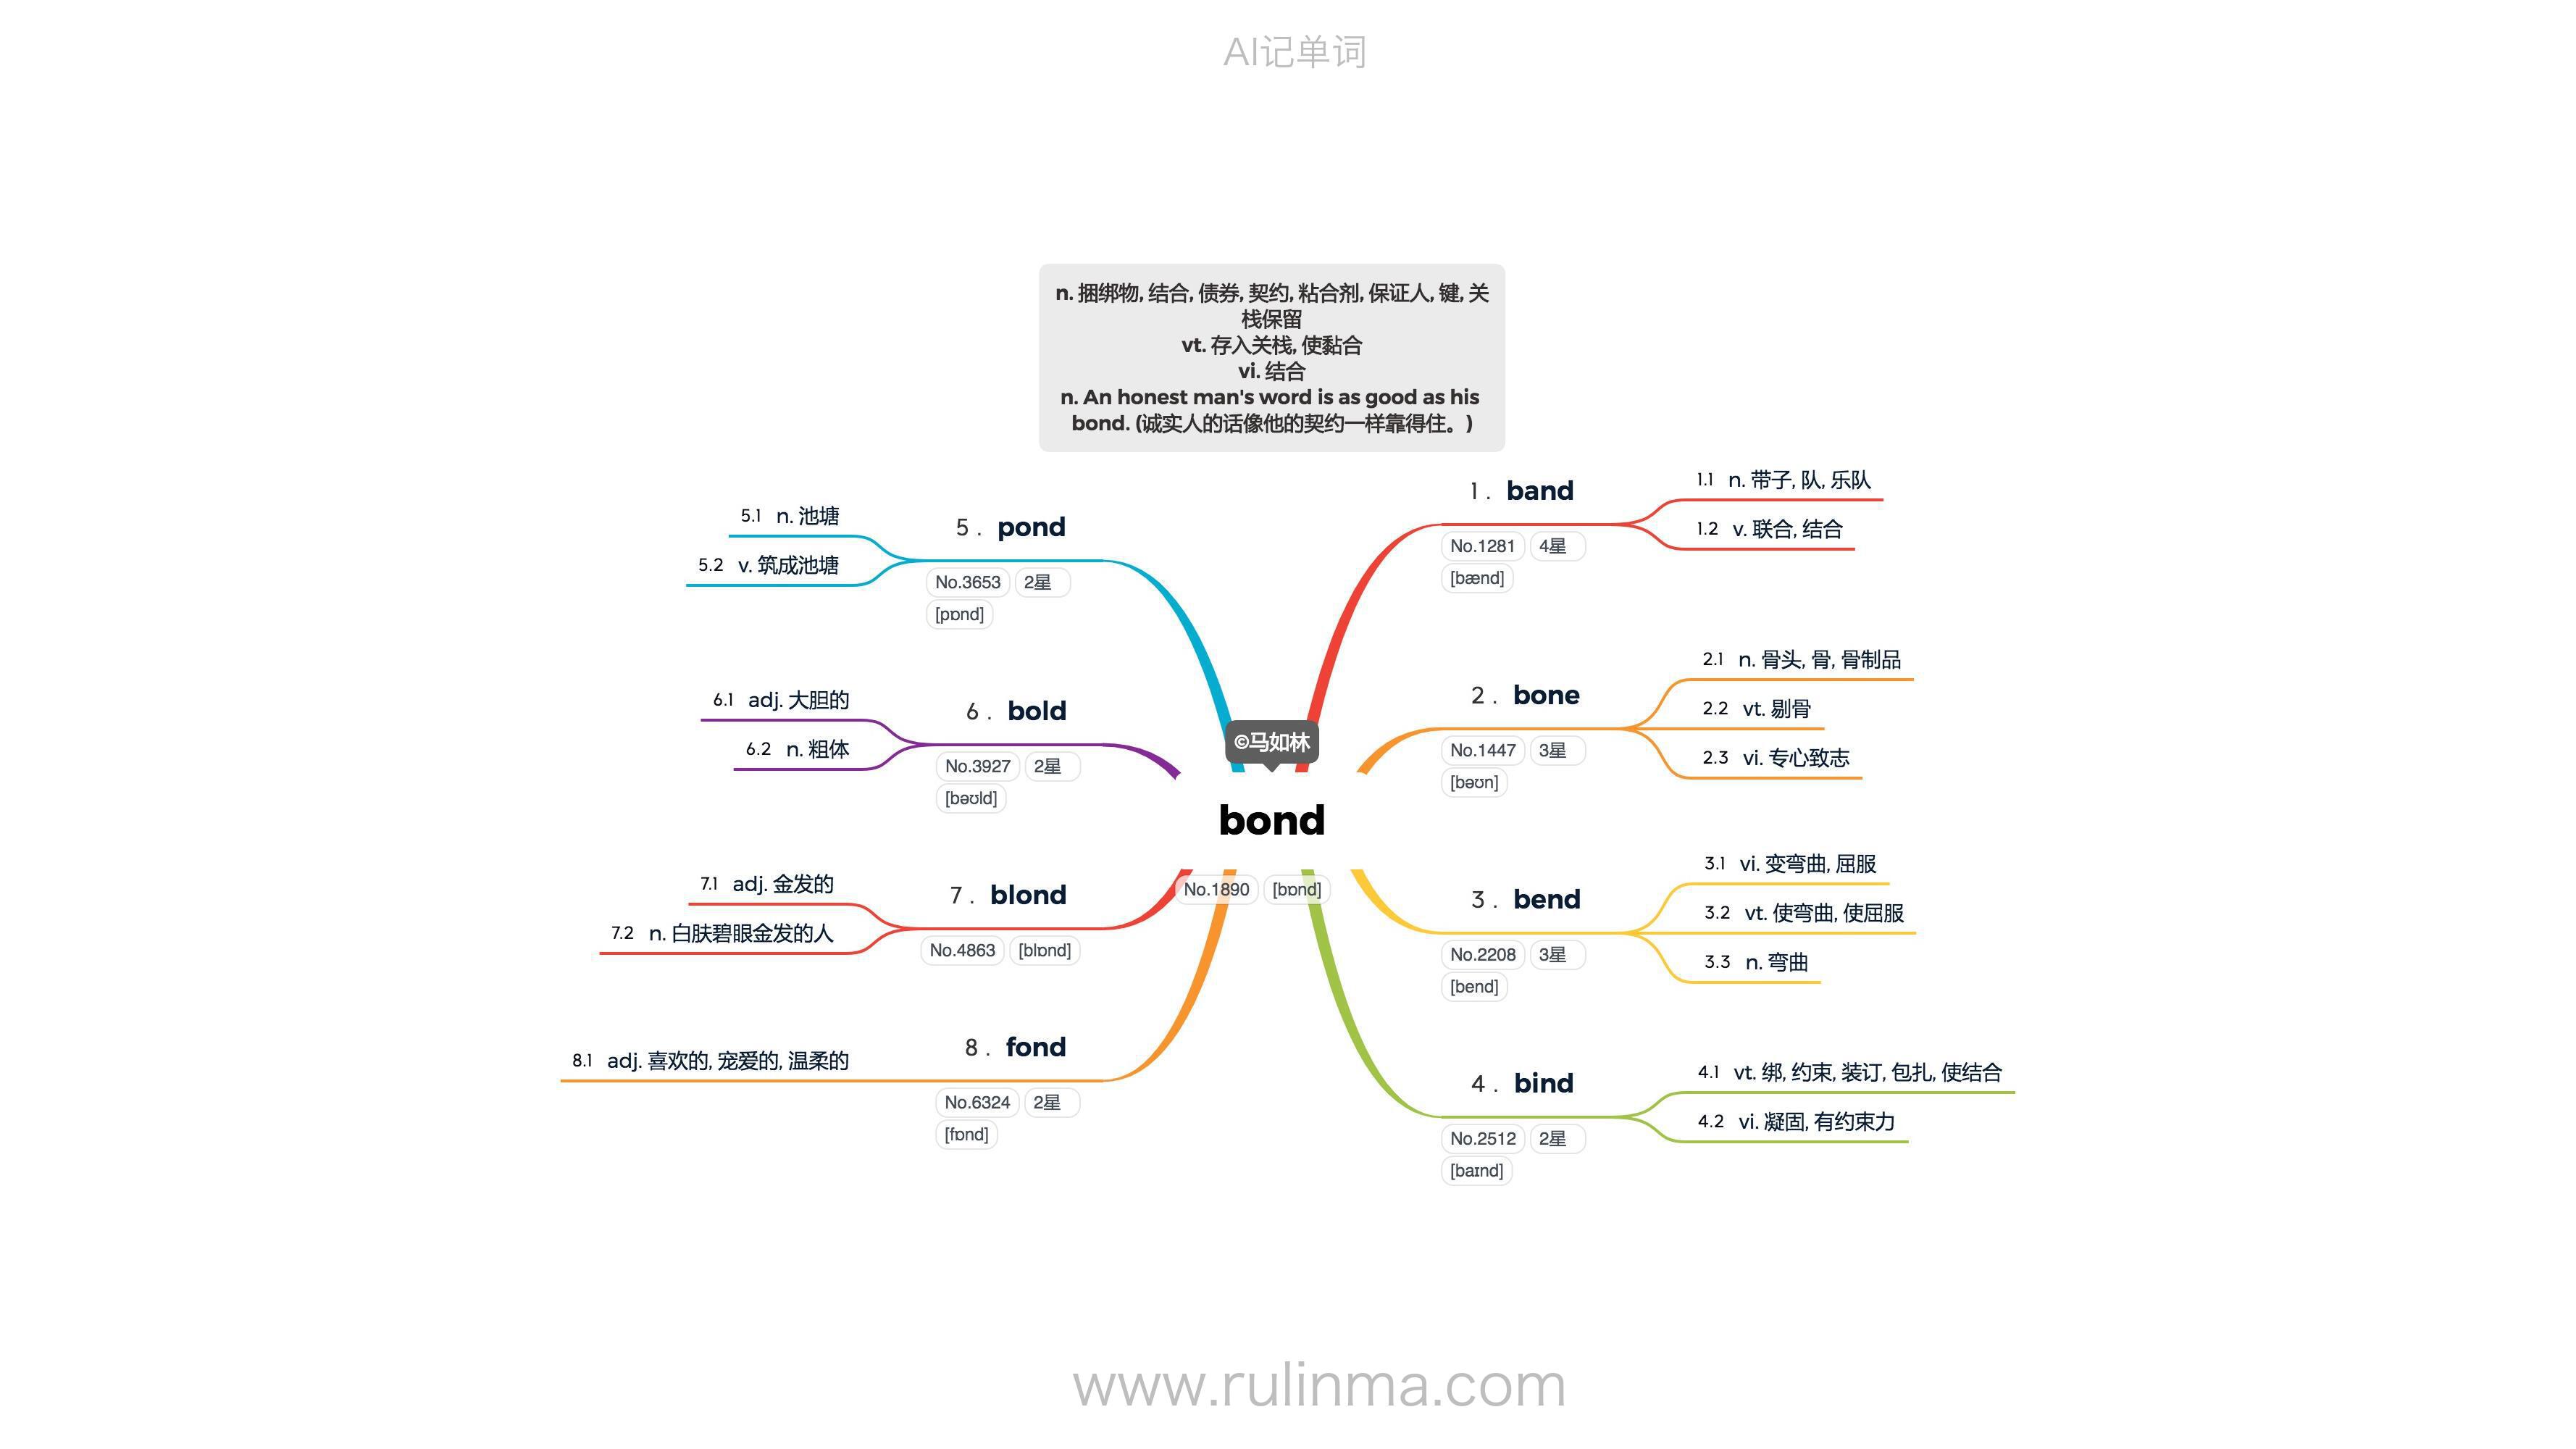 AI记单词
n. 捆绑物, 结合, 债券, 契约, 粘合剂, 保证人, 键, 关
栈保留
vt. 存入关栈, 使黏合
vi. 结合
n. An honest man's word is as good as his
bond. (诚实人的话像他的契约一样靠得住。)
©马如林
bond
No.1890 [bɒnd]
1 . band
No.1281 4星
[bænd]
1.1 n. 带子, 队, 乐队
1.2 v. 联合, 结合
2 . bone
No.1447 3星
[bəʊn]
2.1 n. 骨头, 骨, 骨制品
2.2 vt. 剔骨
2.3 vi. 专心致志
3 . bend
No.2208 3星
[bend]
3.1 vi. 变弯曲, 屈服
3.2 vt. 使弯曲, 使屈服
3.3 n. 弯曲
4 . bind
No.2512 2星
[baɪnd]
4.1 vt. 绑, 约束, 装订, 包扎, 使结合
4.2 vi. 凝固, 有约束力
5 . pond
No.3653 2星
[pɒnd]
5.1 n. 池塘
5.2 v. 筑成池塘
6 . bold
No.3927 2星
[bəʊld]
6.1 adj. 大胆的
6.2 n. 粗体
7 . blond
No.4863 [blɒnd]
7.1 adj. 金发的
7.2 n. 白肤碧眼金发的人
8 . fond
No.6324 2星
[fɒnd]
8.1 adj. 喜欢的, 宠爱的, 温柔的
www.rulinma.com